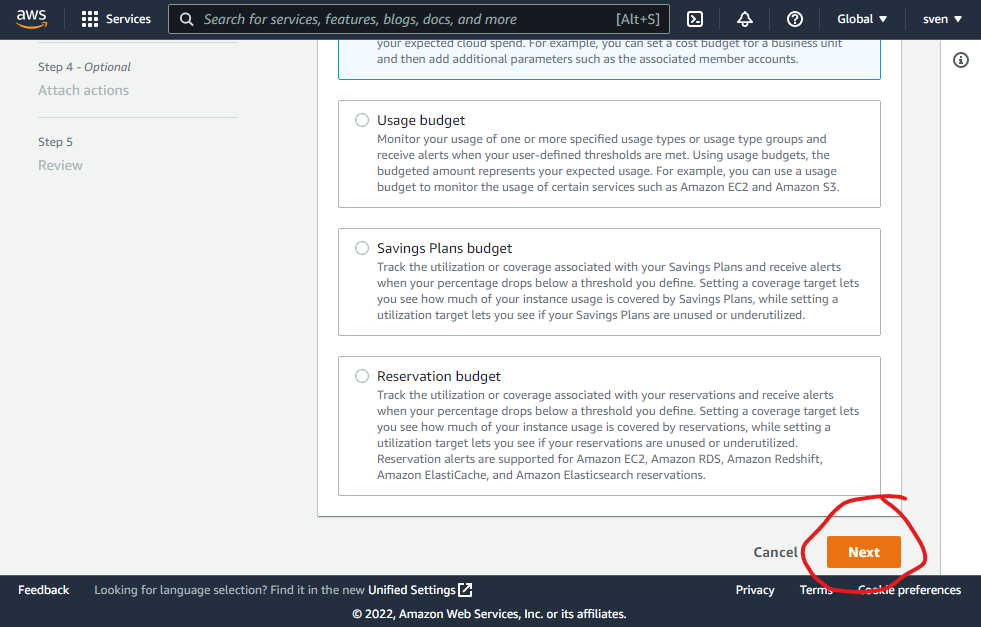 aws
Services
Search for services, features, blogs, docs, and more
[Alt+S]
Global
sven
your expected cloud spend. For example, you can set a cost budget for a business unit
and then add additional parameters such as the associated member accounts.
Step 4 - Optional
Attach actions
Step 5
Review
Usage budget
Monitor your usage of one or more specified usage types or usage type groups and
receive alerts when your user-defined thresholds are met. Using usage budgets, the
budgeted amount represents your expected usage. For example, you can use a usage
budget to monitor the usage of certain services such as Amazon EC2 and Amazon S3.
Savings Plans budget
Track the utilization or coverage associated with your Savings Plans and receive alerts
when your percentage drops below a threshold you define. Setting a coverage target lets
you see how much of your instance usage is covered by Savings Plans, while setting a
utilization target lets you see if your Savings Plans are unused or underutilized.
Reservation budget
Track the utilization or coverage associated with your reservations and receive alerts
when your percentage drops below a threshold you define. Setting a coverage target lets
you see how much of your instance usage is covered by reservations, while setting a
utilization target lets you see if your reservations are unused or underutilized.
Reservation alerts are supported for Amazon EC2, Amazon RDS, Amazon Redshift,
Amazon ElastiCache, and Amazon Elasticsearch reservations.
Cancel
Next
Feedback
Looking for language selection? Find it in the new Unified Settings
Privacy
Terms
Cookie preferences
© 2022, Amazon Web Services, Inc. or its affiliates.